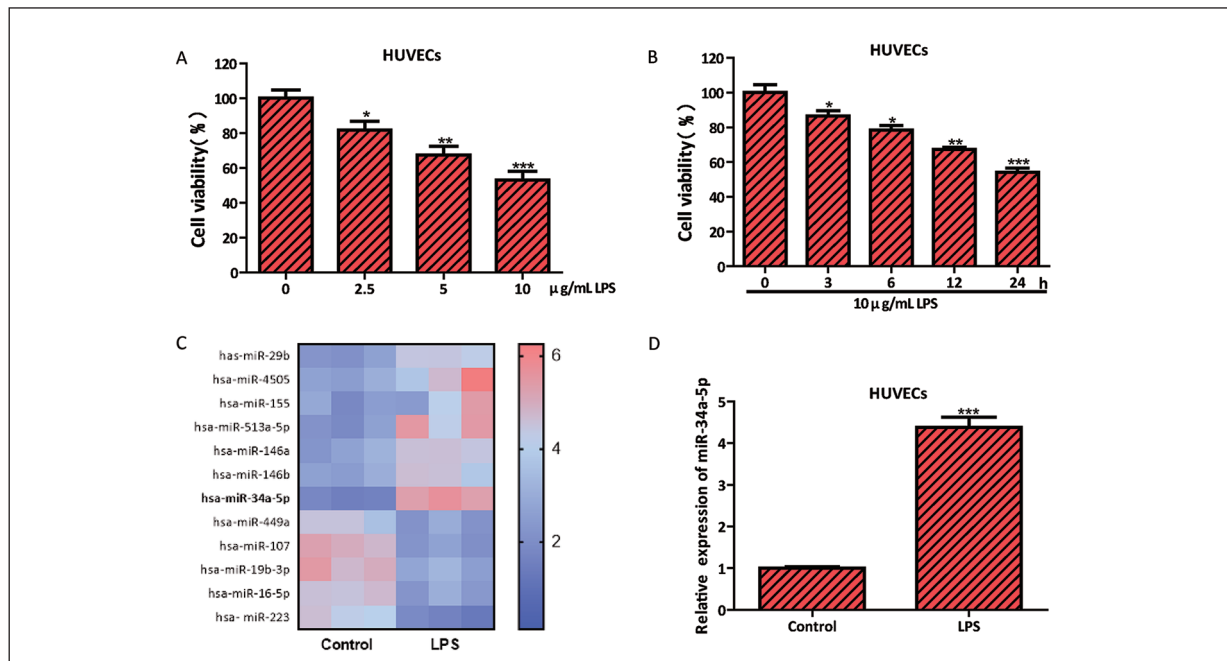 A
HUVECs
Cell viability( % )
120
100
80
60
40
20
0
*
**
***
0 2.5 5 10 μ g/mL LPS
B
HUVECs
Cell viability( % )
120
100
80
60
40
20
0
*
*
**
***
0 3 6 12 24 h
10 μ g/mL LPS
C
has-miR-29b
hsa-miR-4505
hsa-miR-155
hsa-miR-513a-5p
hsa-miR-146a
hsa-miR-146b
hsa-miR-34a-5p
hsa-miR-449a
hsa-miR-107
hsa-miR-19b-3p
hsa-miR-16-5p
hsa- miR-223
Control LPS
6
4
2
D
HUVECs
Relative expression of miR-34a-5p
5
4
3
2
1
0
***
Control LPS